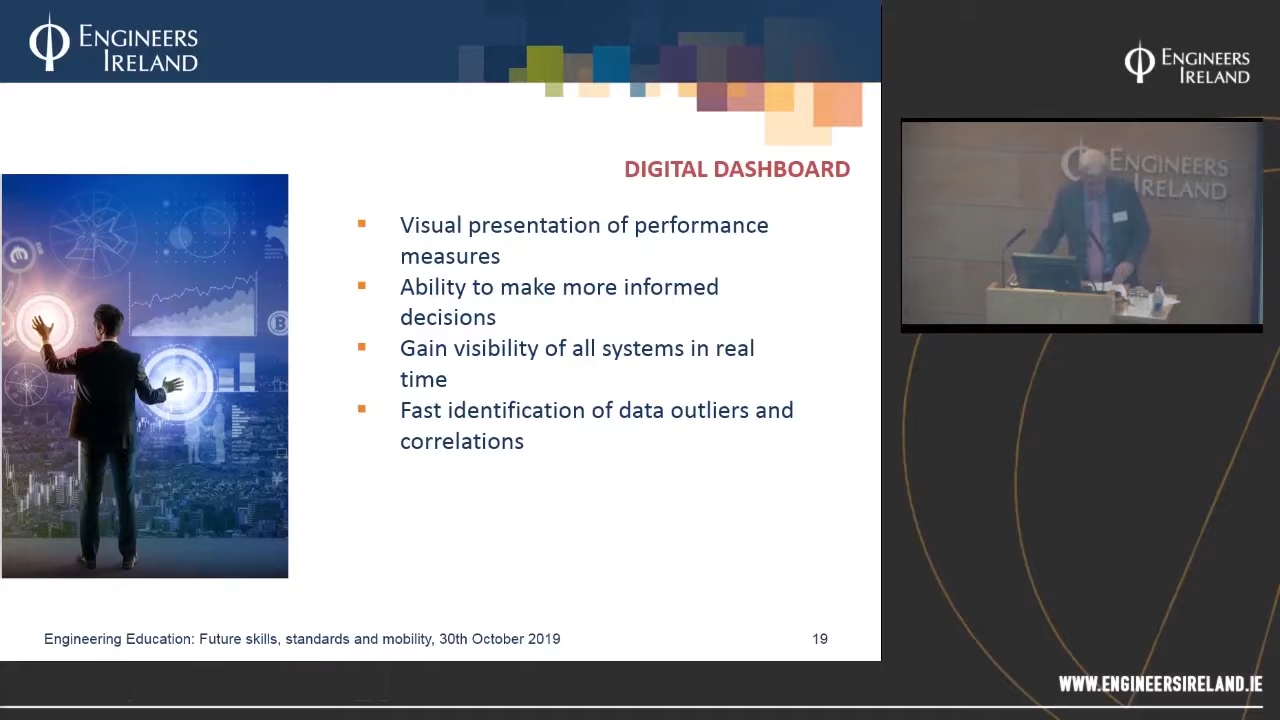 ENGINEERS
IRELAND
DIGITAL DASHBOARD
▪ Visual presentation of performance
measures
▪ Ability to make more informed
decisions
▪ Gain visibility of all systems in real
time
▪ Fast identification of data outliers and
correlations
Engineering Education: Future skills, standards and mobility, 30th October 2019
19
ENGINEERS
IRELAND
ENGINEERS
IRELAND
WWW.ENGINEERSIRELAND.IE